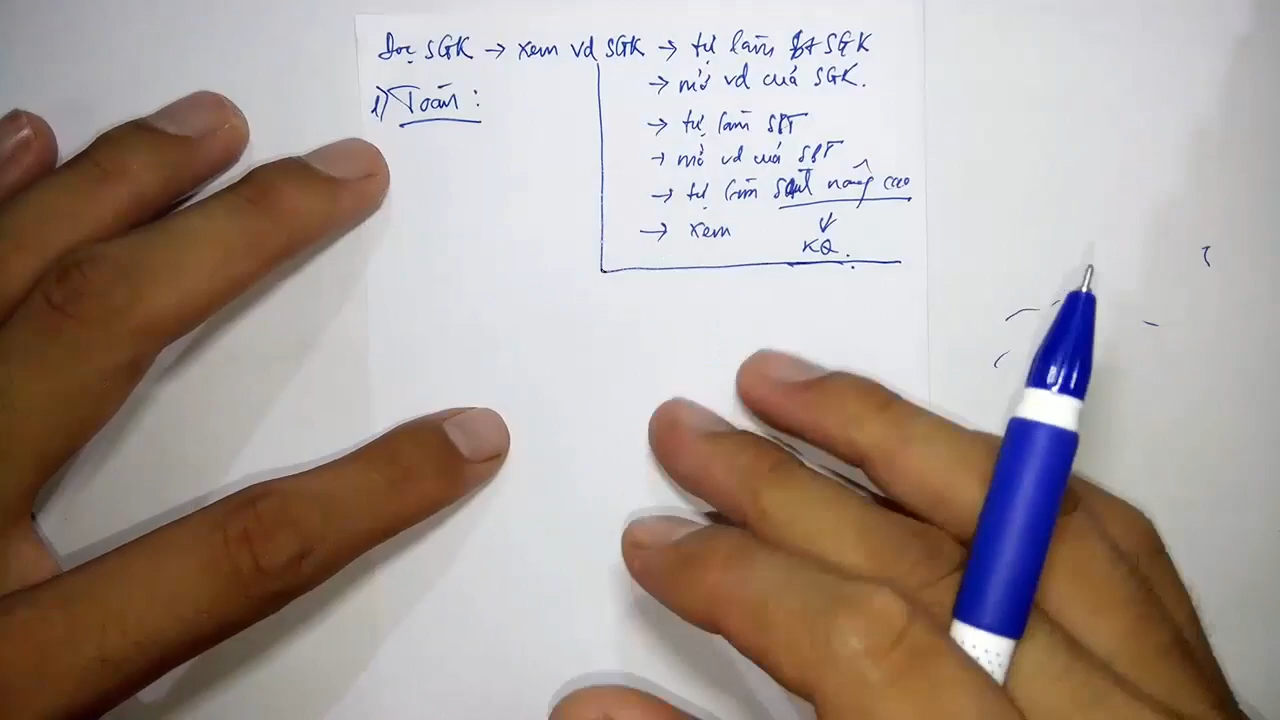 Đọc SGK → xem vd SGK → tự làm BT SGK
→ mở vd của SGK.
1) Toán:
→ tự làm SBT
→ mở vd của SBT
→ tự làm nâng cao
→ xem KQ.